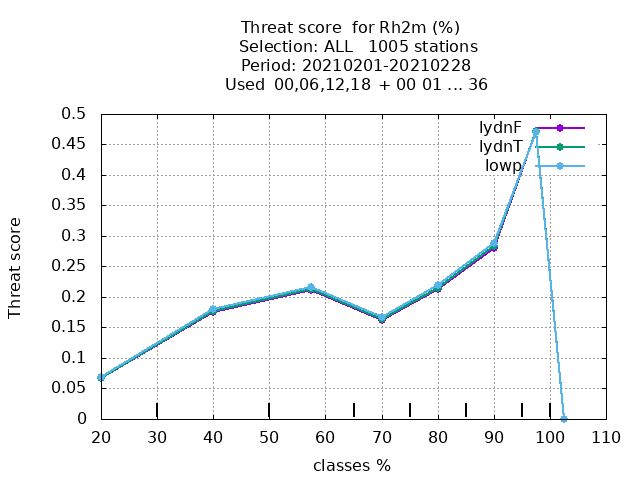 Threat score  for Rh2m (%)
Selection: ALL   1005 stations
Period: 20210201-20210228
Used  00,06,12,18  + 00 01 ... 36
0.5
0.45
0.4
0.35
0.3
0.25
0.2
0.15
0.1
0.05
0
Threat score
lydnF
lydnT
lowp
20 30 40 50 60 70 80 90 100 110
classes %